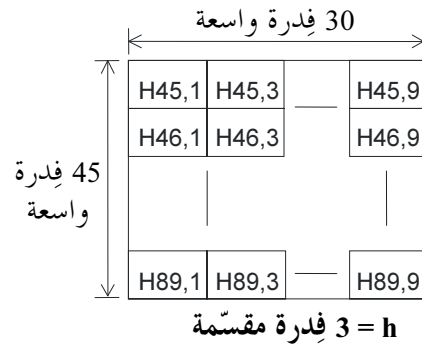 30 فِدرة واسعة
H45,1 H45,3 H45,9
H46,1 H46,3 H46,9
45 فِدرة
واسعة
H89,1 H89,3 H89,9
h = 3 فِدرة مقسّمة